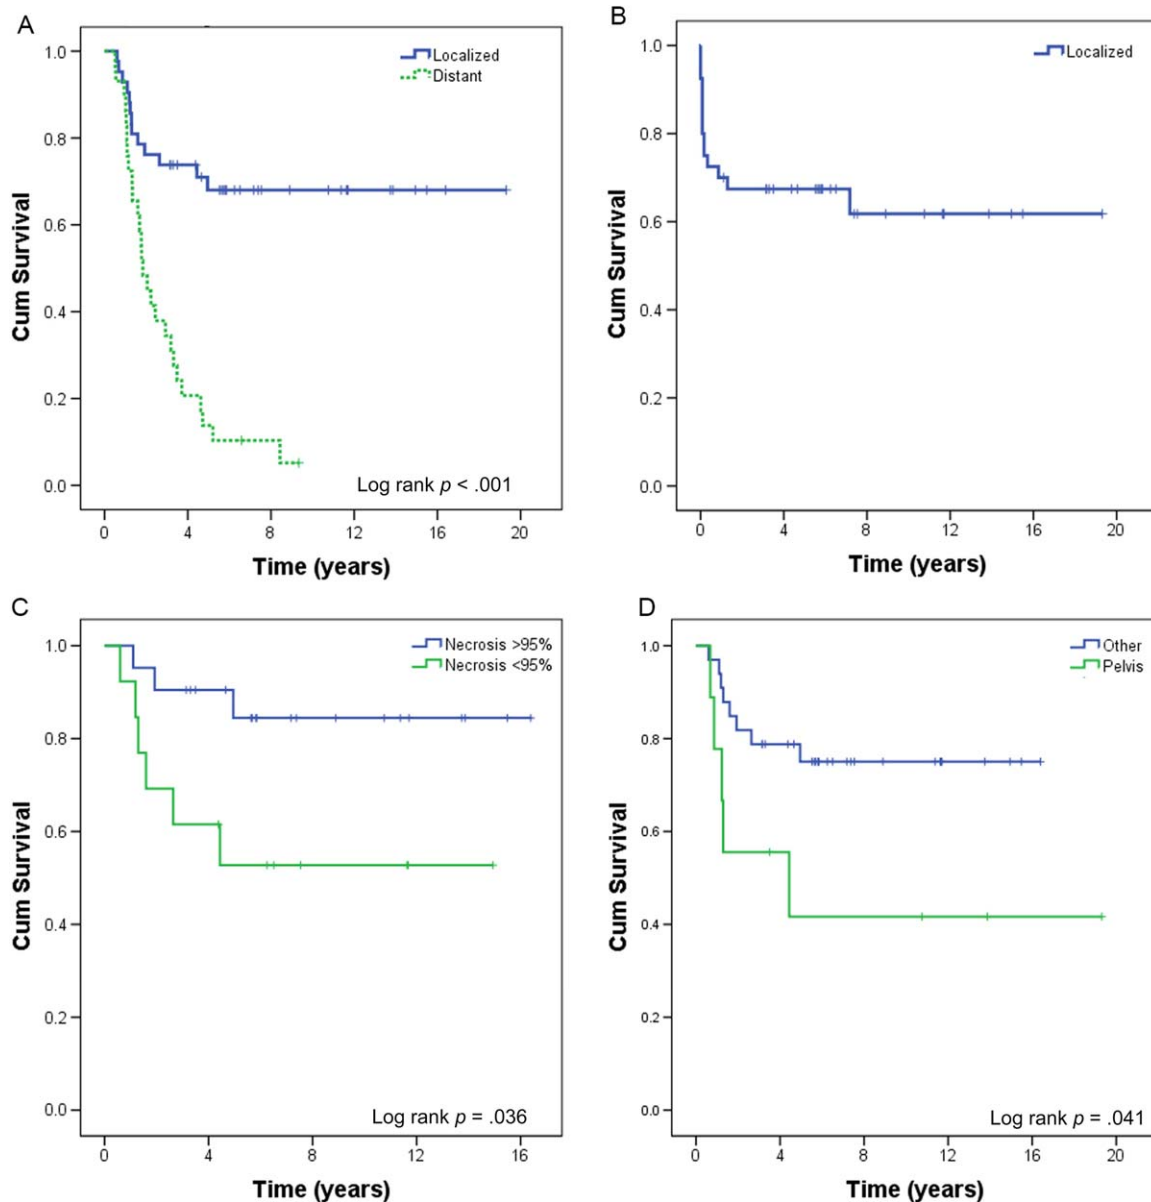 A
Localized
Distant
Cum Survival
1.0
0.8
0.6
0.4
0.2
0.0
Log rank p < .001
0 4 8 12 16 20
Time (years)
B
Localized
Cum Survival
1.0
0.8
0.6
0.4
0.2
0.0
0 4 8 12 16 20
Time (years)
C
Necrosis >95%
Necrosis <95%
Cum Survival
1.0
0.8
0.6
0.4
0.2
0.0
Log rank p = .036
0 4 8 12 16
Time (years)
D
Other
Pelvis
Cum Survival
1.0
0.8
0.6
0.4
0.2
0.0
Log rank p = .041
0 4 8 12 16 20
Time (years)